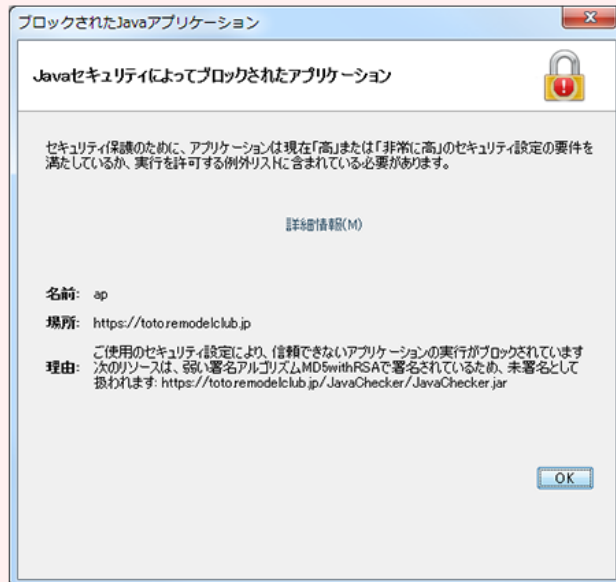 ブロックされたJavaアプリケーション
Javaセキュリティによってブロックされたアプリケーション
セキュリティ保護のために、アプリケーションは現在「高」または「非常に高」のセキュリティ設定の要件を
満たしているか、実行を許可する例外リストに含まれている必要があります。
詳細情報(M)
名前: ap
場所: https://toto.remodelclub.jp
ご使用のセキュリティ設定により、信頼できないアプリケーションの実行がブロックされています
理由: 次のリソースは、弱い署名アルゴリズムMD5withRSAで署名されているため、未署名として
扱われます: https://toto.remodelclub.jp/JavaChecker/JavaChecker.jar
OK